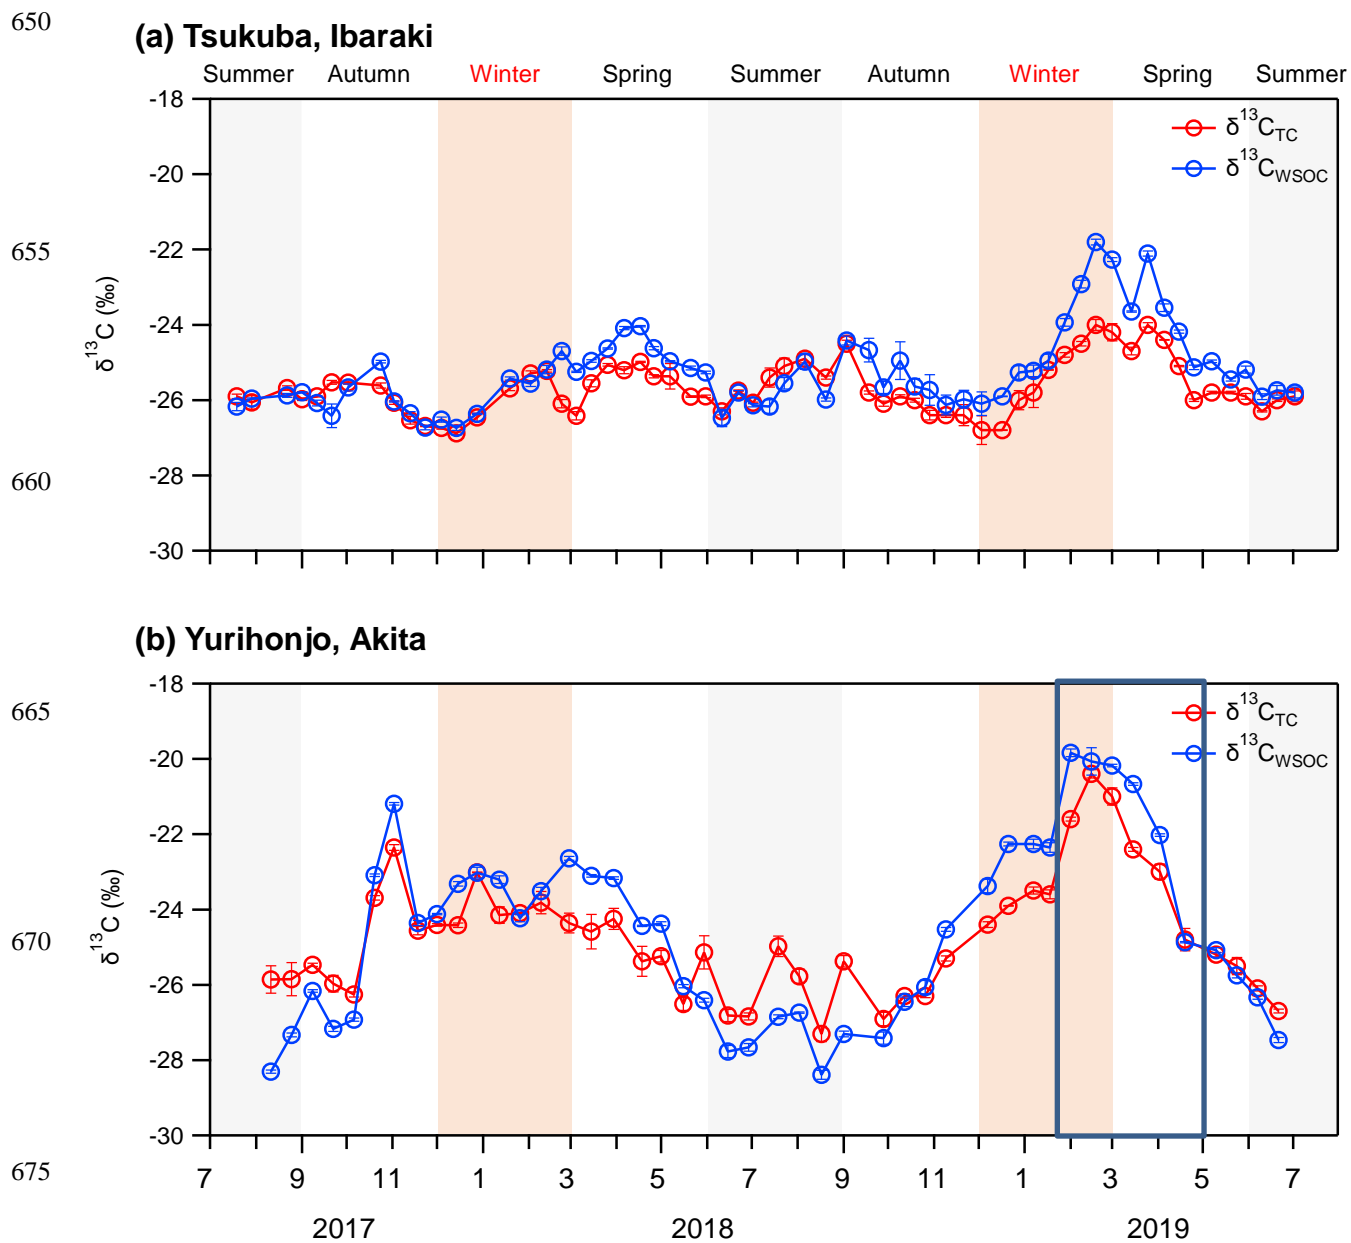 650
(a) Tsukuba, Ibaraki
Summer Autumn Winter Spring Summer Autumn Winter Spring Summer
-18
δ13CTC
-20
δ13CWSOC
655
-22
-24
δ13C (‰)
-26
660
-28
-30
(b) Yurihonjo, Akita
-18
665
δ13CTC
-20
δ13CWSOC
-22
-24
670
δ13C (‰)
-26
-28
-30
675
7 9 11 1 3 5 7 9 11 1 3 5 7
2017 2018 2019